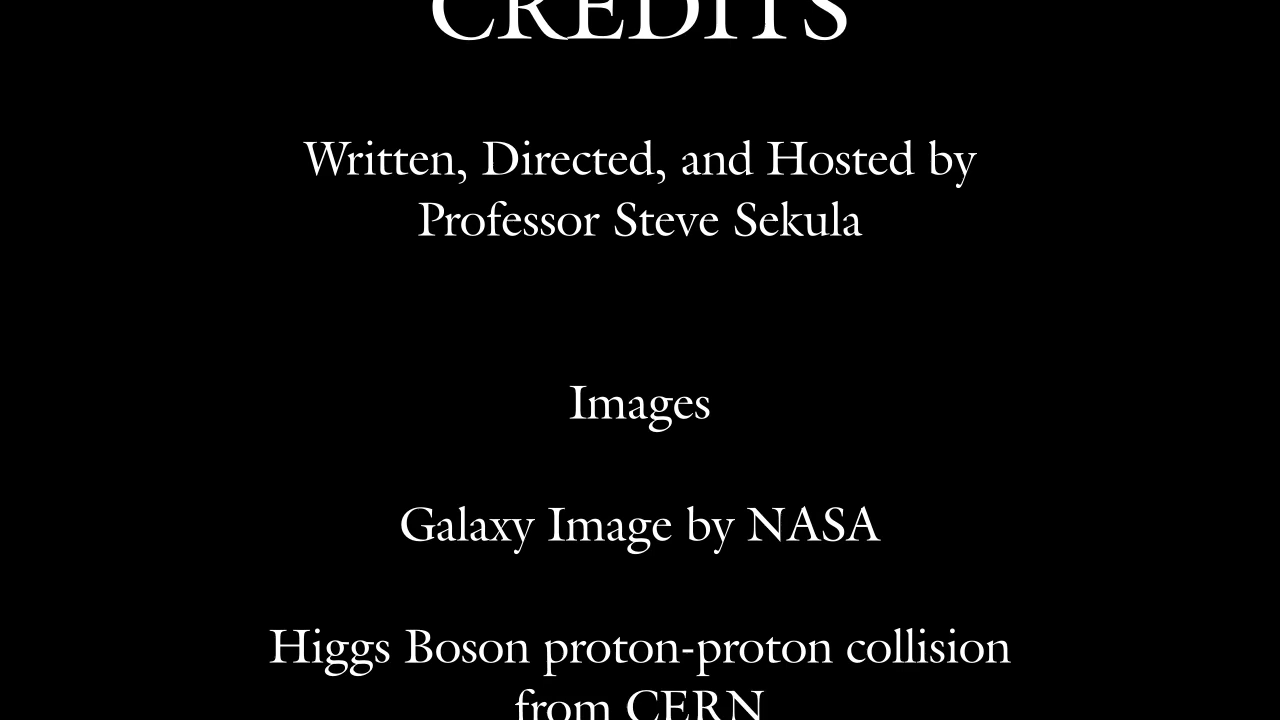 CREDITS
Written, Directed, and Hosted by
Professor Steve Sekula
Images
Galaxy Image by NASA
Higgs Boson proton-proton collision
from CERN